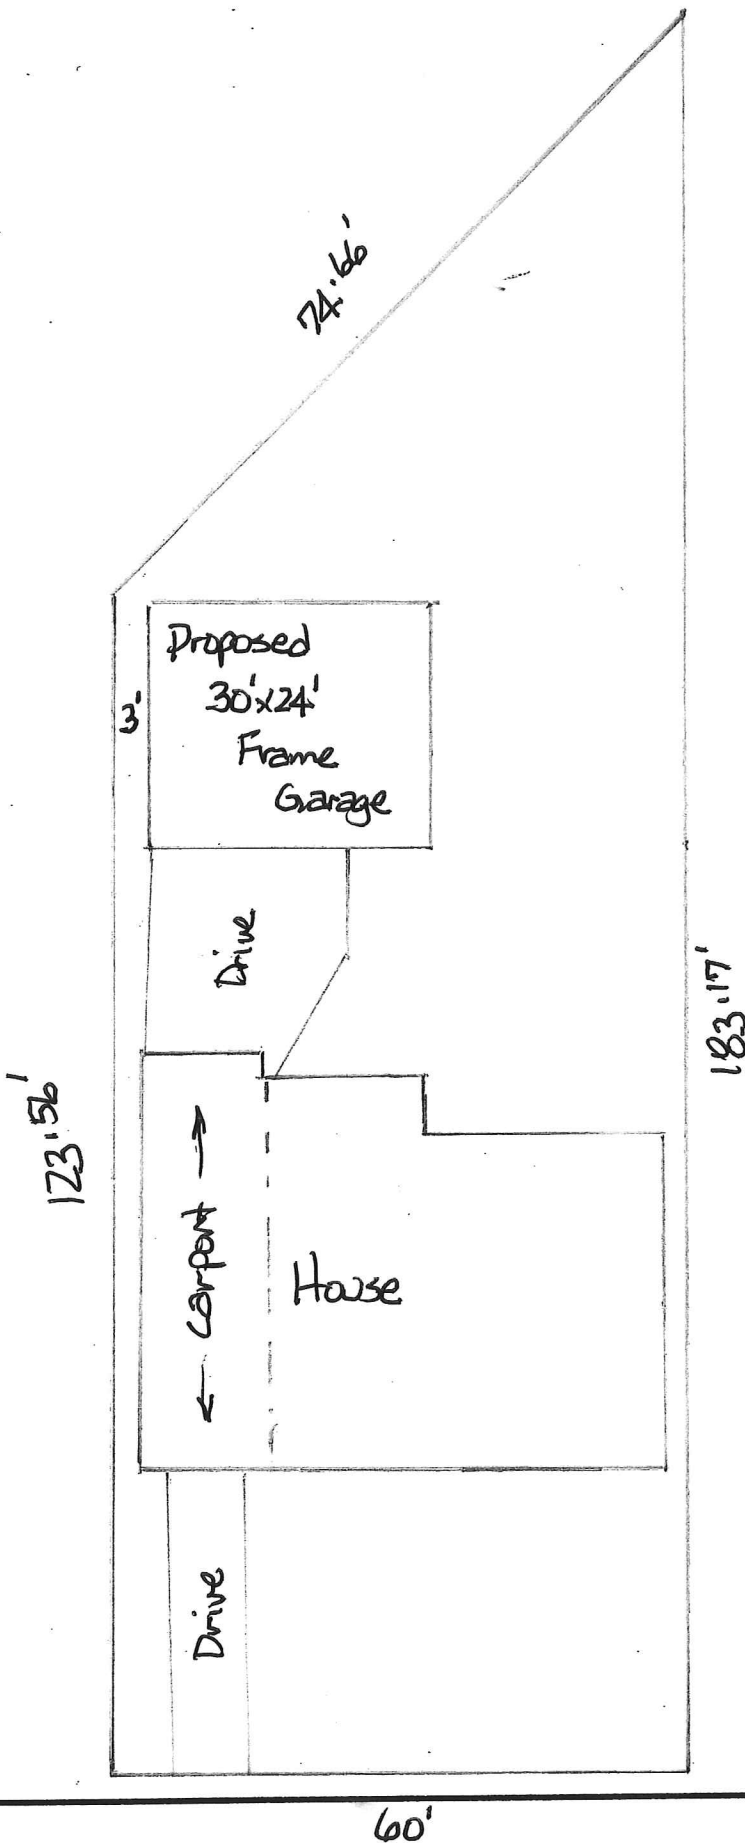 74.66'
Proposed
30'x24'
Frame
Garage
3'
Drive
183.17'
123.56'
← Carport →
House
Drive
60'